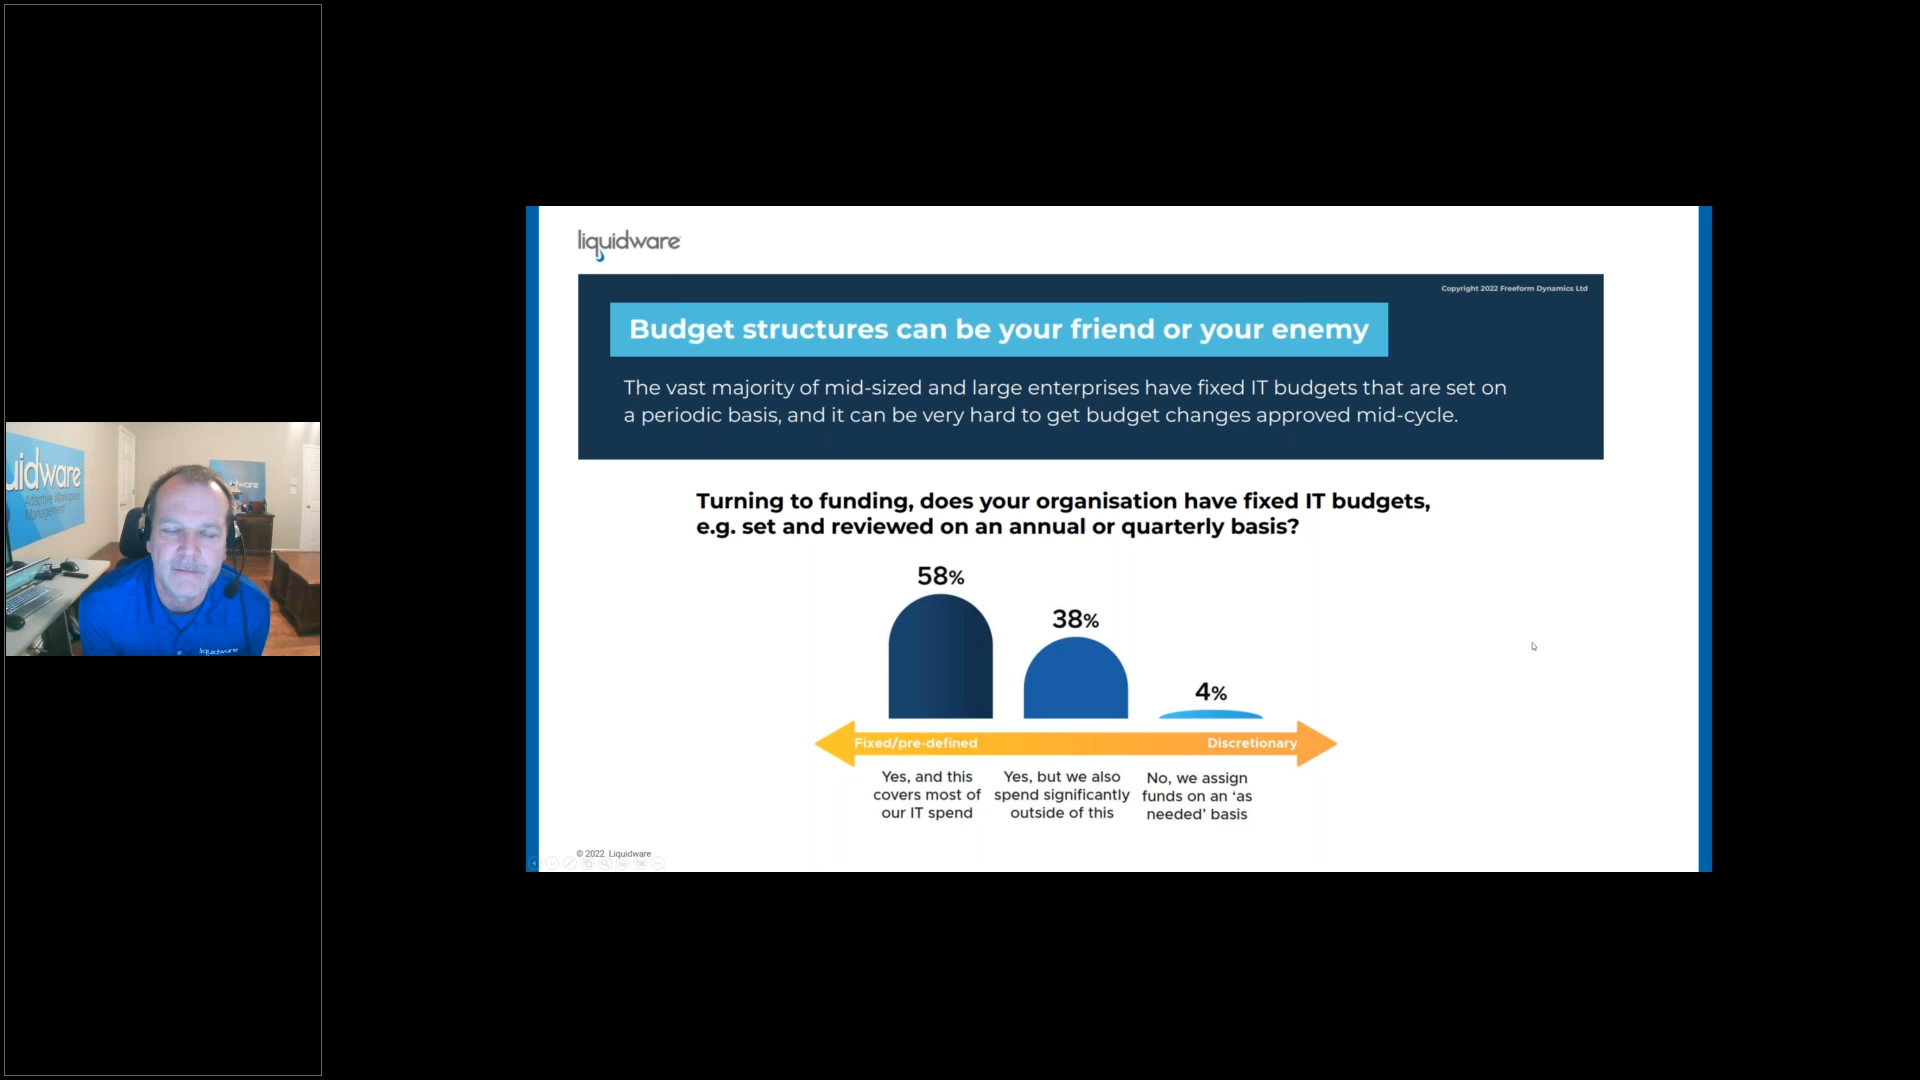 uidware
Adaptive Workspace
Management
liquidware
liquidware
Copyright 2022 Freeform Dynamics Ltd
Budget structures can be your friend or your enemy
The vast majority of mid-sized and large enterprises have fixed IT budgets that are set on
a periodic basis, and it can be very hard to get budget changes approved mid-cycle.
Turning to funding, does your organisation have fixed IT budgets,
e.g. set and reviewed on an annual or quarterly basis?
58%
38%
4%
Fixed/pre-defined
Discretionary
Yes, and this
covers most of
our IT spend
Yes, but we also
spend significantly
outside of this
No, we assign
funds on an ‘as
needed’ basis
© 2022 Liquidware